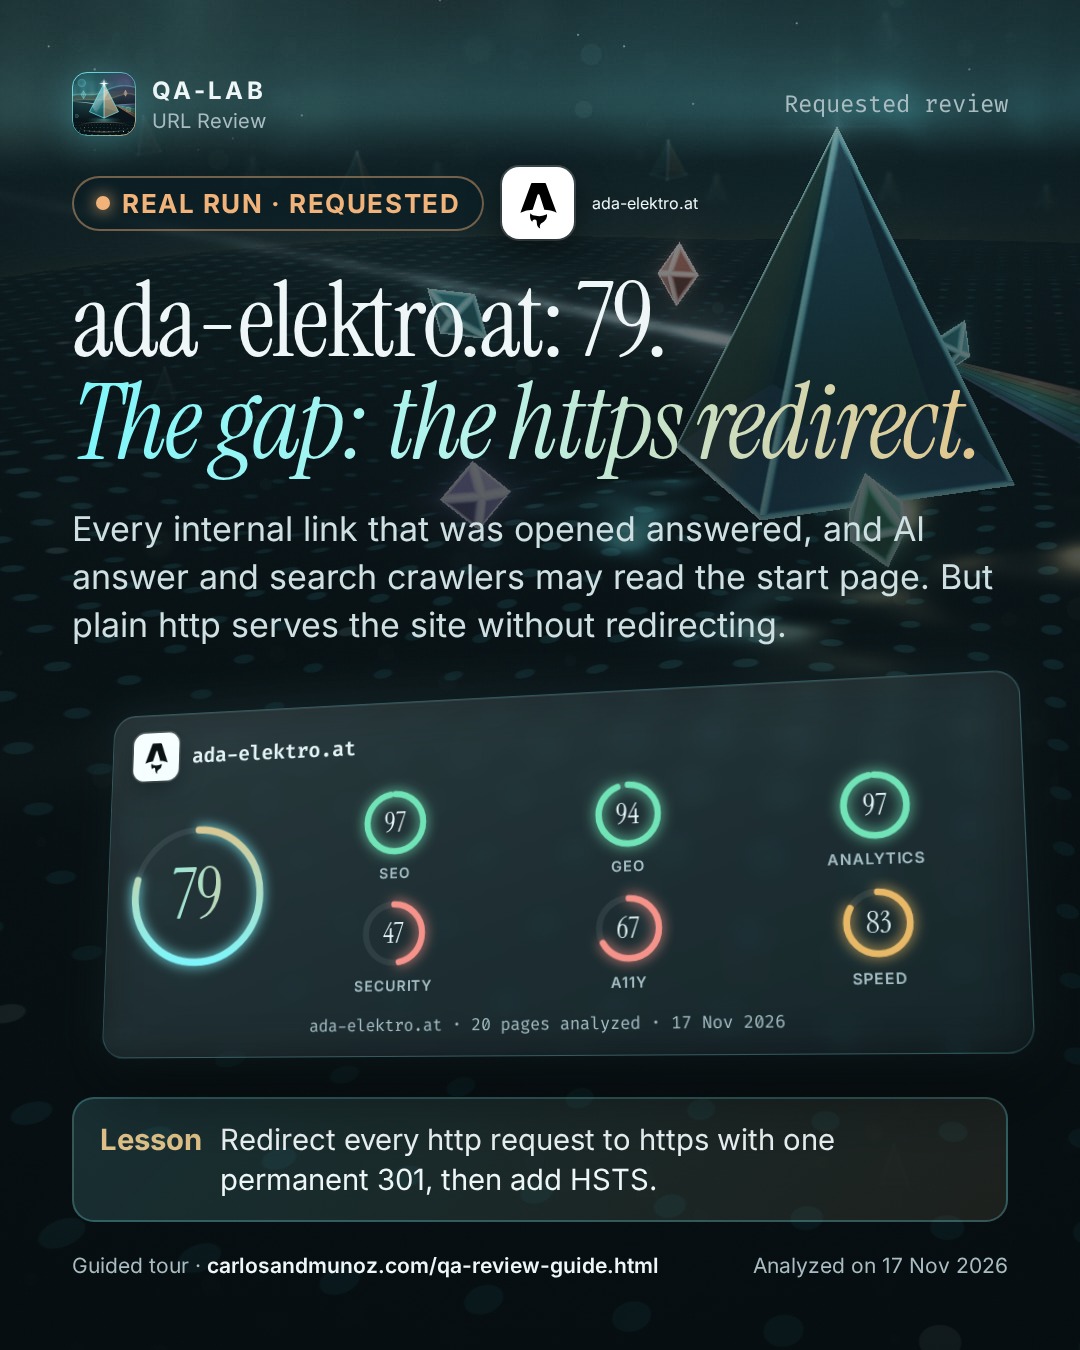 QA-LAB
URL Review
Requested review
REAL RUN · REQUESTED
ada-elektro.at
ada-elektro.at: 79.
The gap: the https redirect.
Every internal link that was opened answered, and AI
answer and search crawlers may read the start page. But
plain http serves the site without redirecting.
ada-elektro.at
79
97
SEO
94
GEO
97
ANALYTICS
47
SECURITY
67
A11Y
83
SPEED
ada-elektro.at · 20 pages analyzed · 17 Nov 2026
Lesson Redirect every http request to https with one
permanent 301, then add HSTS.
Guided tour · carlosandmunoz.com/qa-review-guide.html
Analyzed on 17 Nov 2026